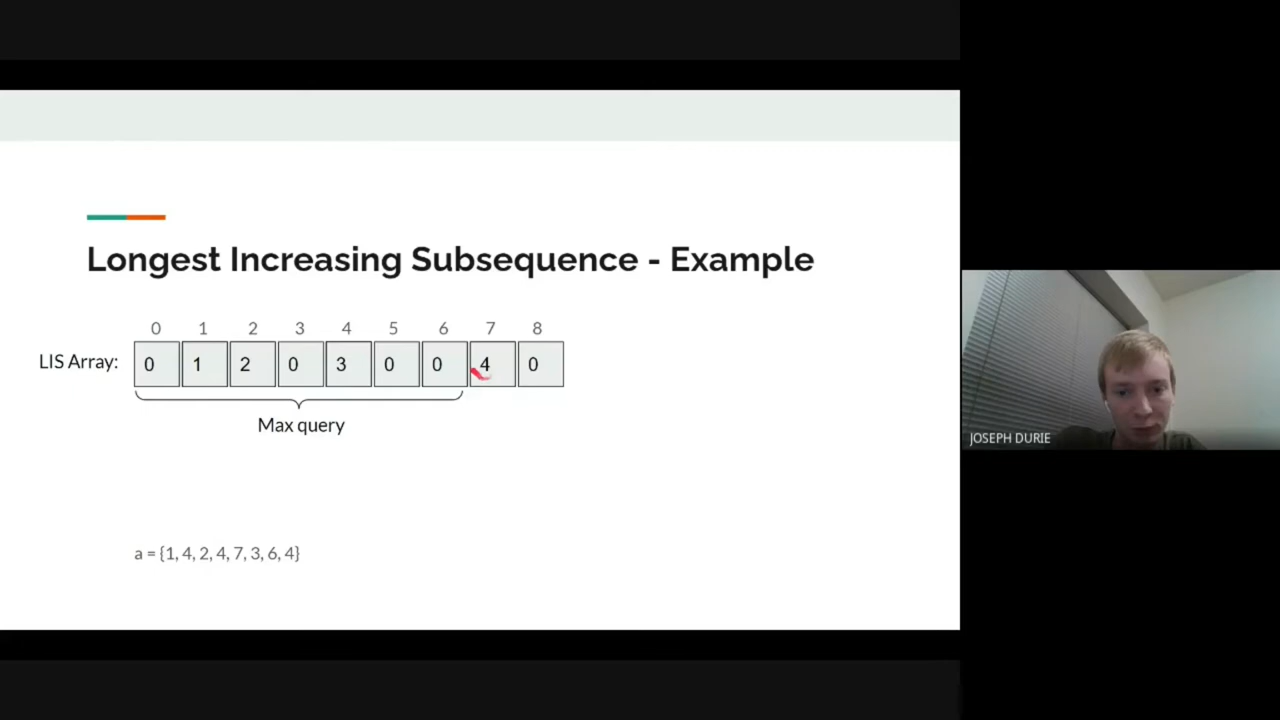 Longest Increasing Subsequence - Example
0 1 2 3 4 5 6 7 8
LIS Array: 0 1 2 0 3 0 0 4 0
Max query
a = {1, 4, 2, 4, 7, 3, 6, 4}
JOSEPH DURIE